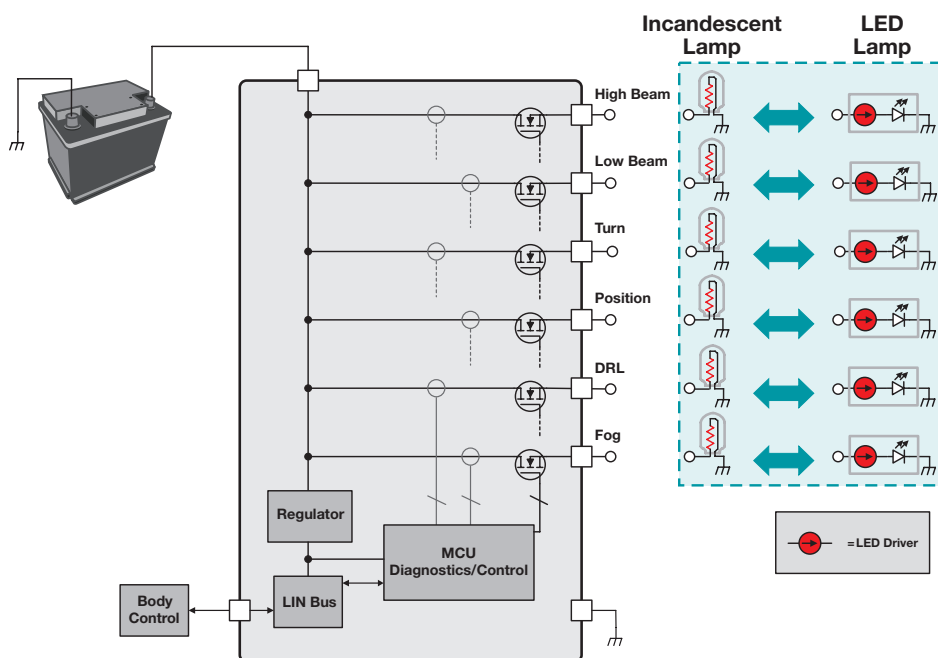 Incandescent
Lamp
LED
Lamp
High Beam
Low Beam
Turn
Position
DRL
Fog
Regulator
MCU
Diagnostics/Control
LIN Bus
Body
Control
=LED Driver